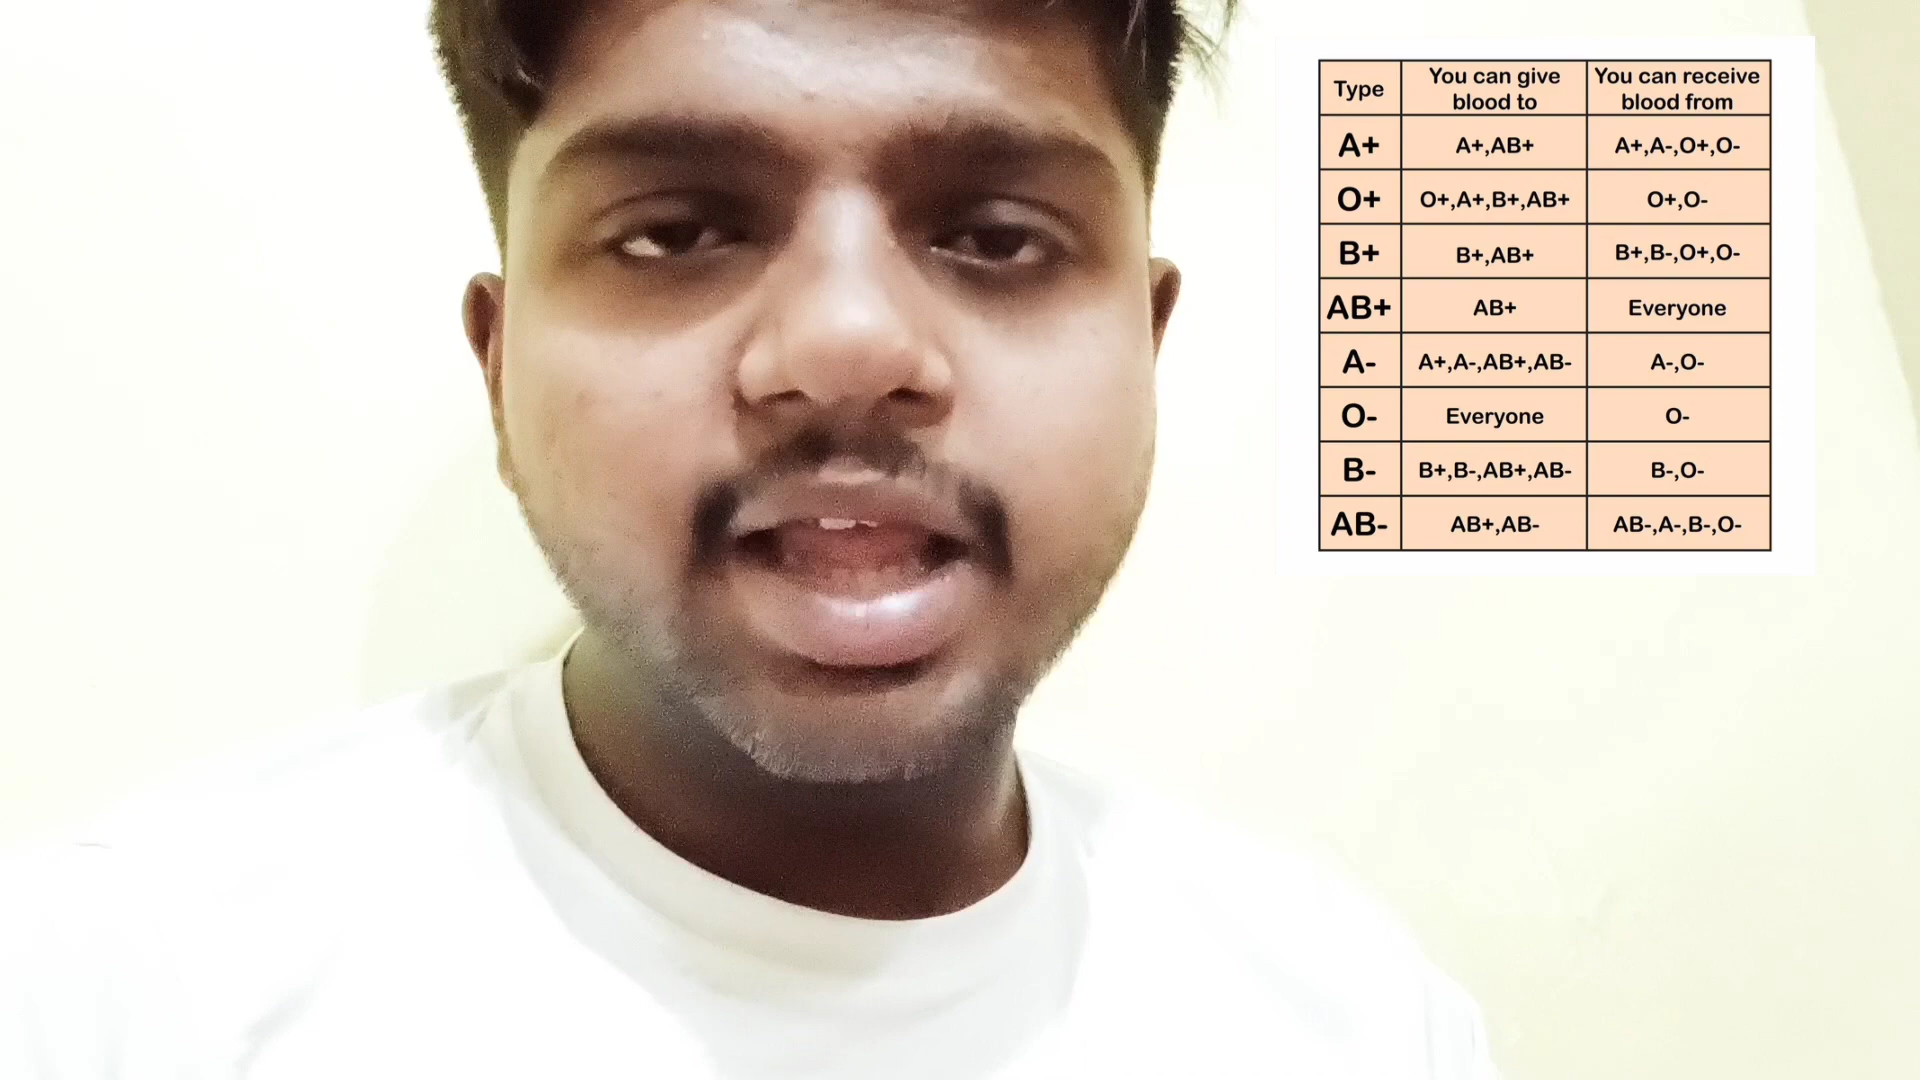 Type You can give blood to You can receive blood from
A+ A+,AB+ A+,A-,O+,O-
O+ O+,A+,B+,AB+ O+,O-
B+ B+,AB+ B+,B-,O+,O-
AB+ AB+ Everyone
A- A+,A-,AB+,AB- A-,O-
O- Everyone O-
B- B+,B-,AB+,AB- B-,O-
AB- AB+,AB- AB-,A-,B-,O-